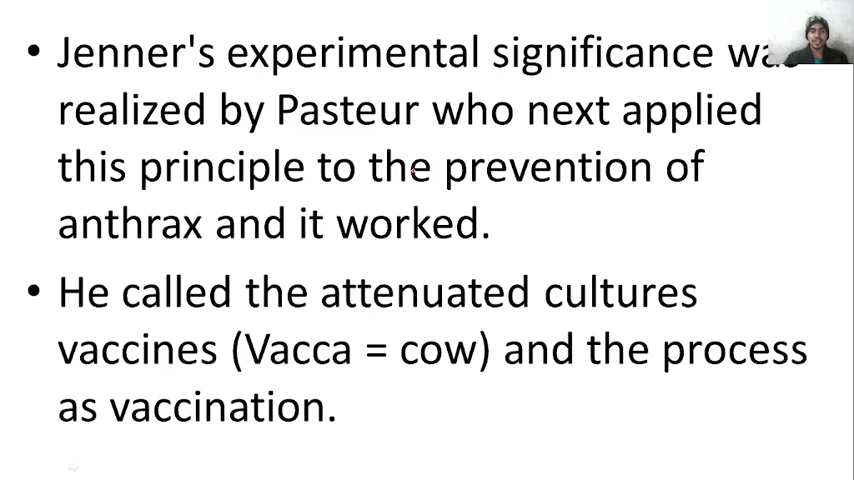 • Jenner's experimental significance was
realized by Pasteur who next applied
this principle to the prevention of
anthrax and it worked.
• He called the attenuated cultures
vaccines (Vacca = cow) and the process
as vaccination.